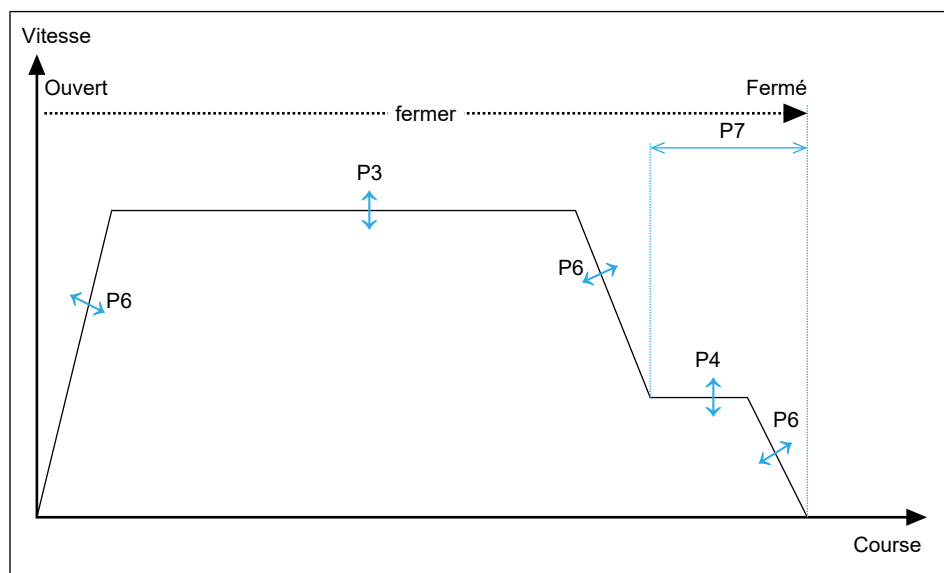 Vitesse
Ouvert
Fermé
fermer
P7
P3
P6
P6
P4
P6
Course